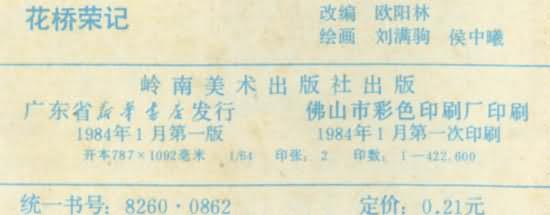 花桥荣记
改编 欧阳林
绘画 刘满驹 侯中曦
岭南美术出版社出版
广东省新华书店发行 佛山市彩色印刷厂印刷
1984年1月第一版 1984年1月第一次印刷
开本787×1092毫米 1/64 印张：2 印数：1—422,600
统一书号：8260·0862 定价：0.21元